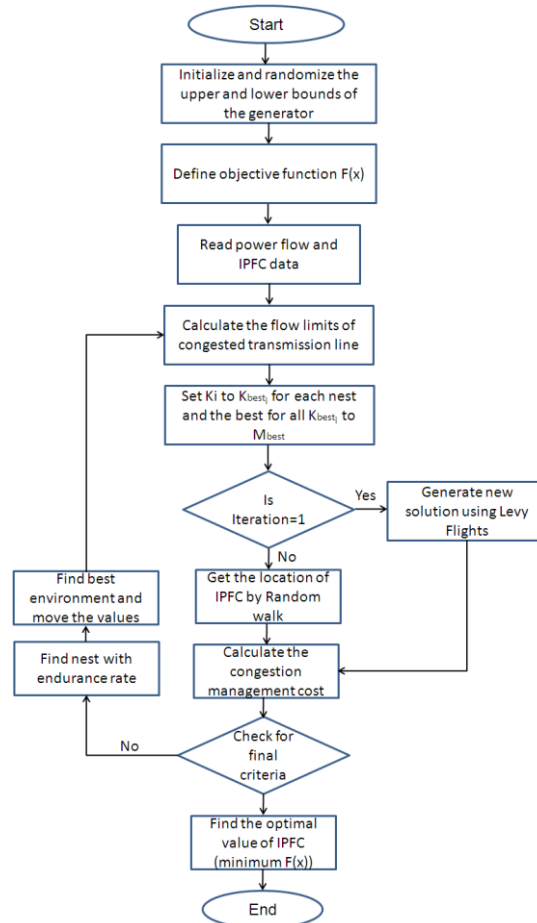 Start
Initialize and randomize the
upper and lower bounds of
the generator
Define objective function F(x)
Read power flow and
IPFC data
Calculate the flow limits of
congested transmission line
Set Ki to Kbesti for each nest
and the best for all Kbesti to
Mbest
Is
Iteration=1
Yes
Generate new
solution using Levy
Flights
No
Get the location of
IPFC by Random
walk
Find best
environment and
move the values
Find nest with
endurance rate
Calculate the
congestion
management cost
No
Check for
final
criteria
Find the optimal
value of IPFC
(minimum F(x))
End